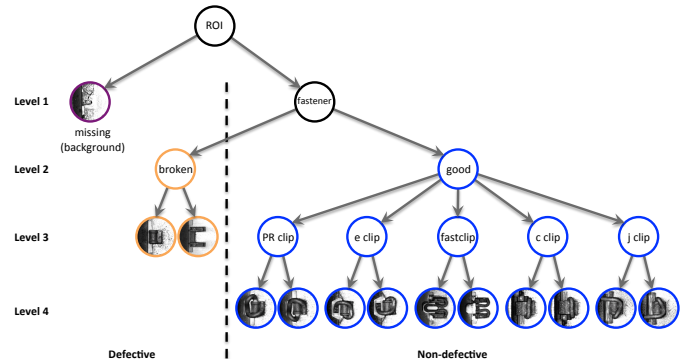 ROI
Level 1
fastener
missing
(background)
Level 2
broken
good
Level 3
PR clip
e clip
fastclip
c clip
j clip
Level 4
Defective
Non-defective